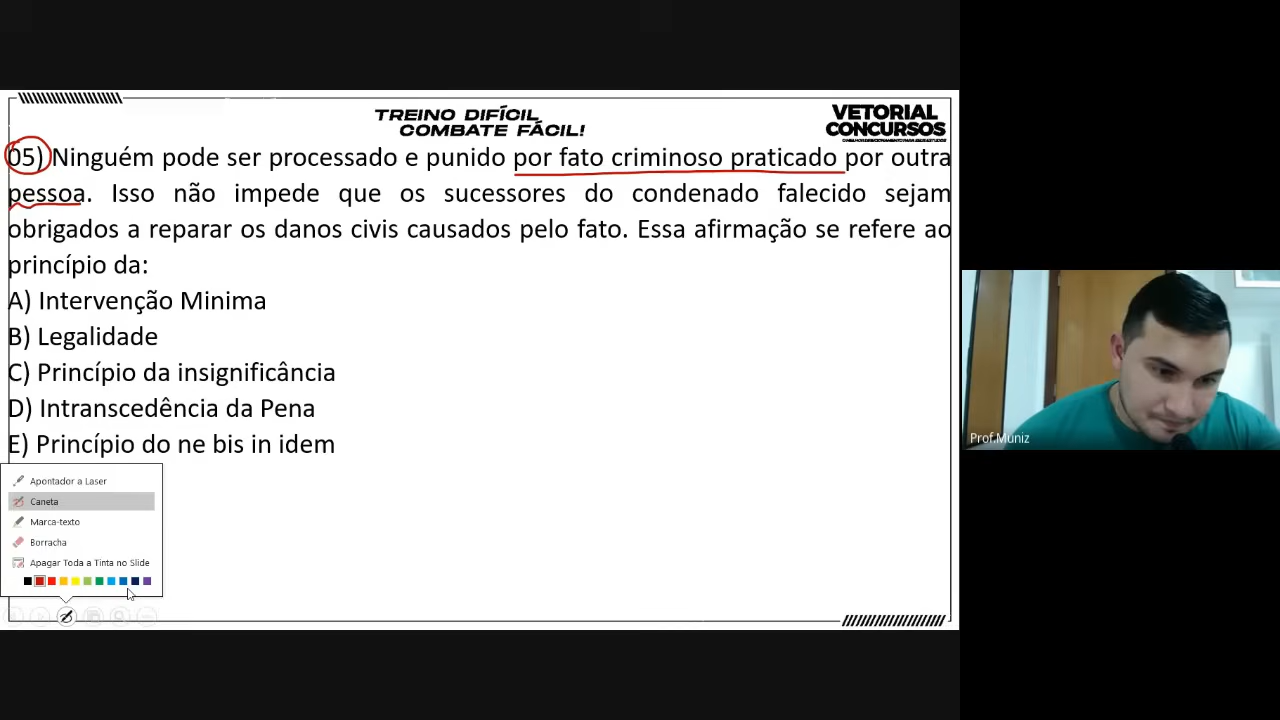 TREINO DIFÍCIL
COMBATE FÁCIL!
VETORIAL
CONCURSOS
05) Ninguém pode ser processado e punido por fato criminoso praticado por outra
pessoa. Isso não impede que os sucessores do condenado falecido sejam
obrigados a reparar os danos civis causados pelo fato. Essa afirmação se refere ao
princípio da:
A) Intervenção Minima
B) Legalidade
C) Princípio da insignificância
D) Intranscedência da Pena
E) Princípio do ne bis in idem
Apontador a Laser
Caneta
Marca-texto
Borracha
Apagar Toda a Tinta no Slide
Prof.Muniz